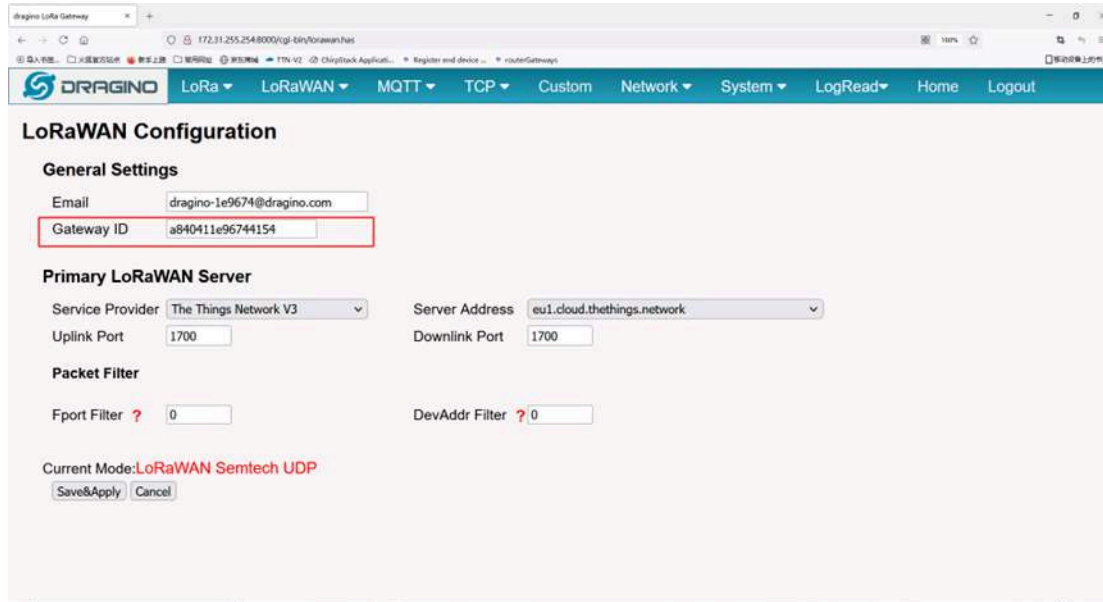 dragino LoRa Gateway
172.31.255.254:8000/cgi-bin/lorawan.has
110%
TTN-V2 ChirpStack Applicati... Register end device ... routerGateways
DRAGINO LoRa LoRaWAN MQTT TCP Custom Network System LogRead Home Logout
LoRaWAN Configuration
General Settings
Email dragino-1e9674@dragino.com
Gateway ID a840411e96744154
Primary LoRaWAN Server
Service Provider The Things Network V3 Server Address eu1.cloud.thethings.network
Uplink Port 1700 Downlink Port 1700
Packet Filter
Fport Filter ? 0 DevAddr Filter ? 0
Current Mode:LoRaWAN Semtech UDP
Save&Apply Cancel